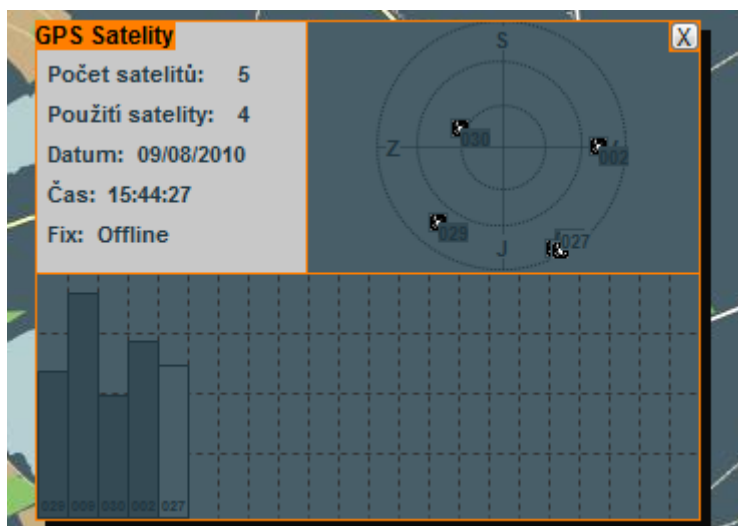 GPS Satelity
X
Počet satelitů: 5
Použití satelity: 4
Datum: 09/08/2010
Čas: 15:44:27
Fix: Offline
S
030
Z
002
029
027
J
029 009 030 002 027